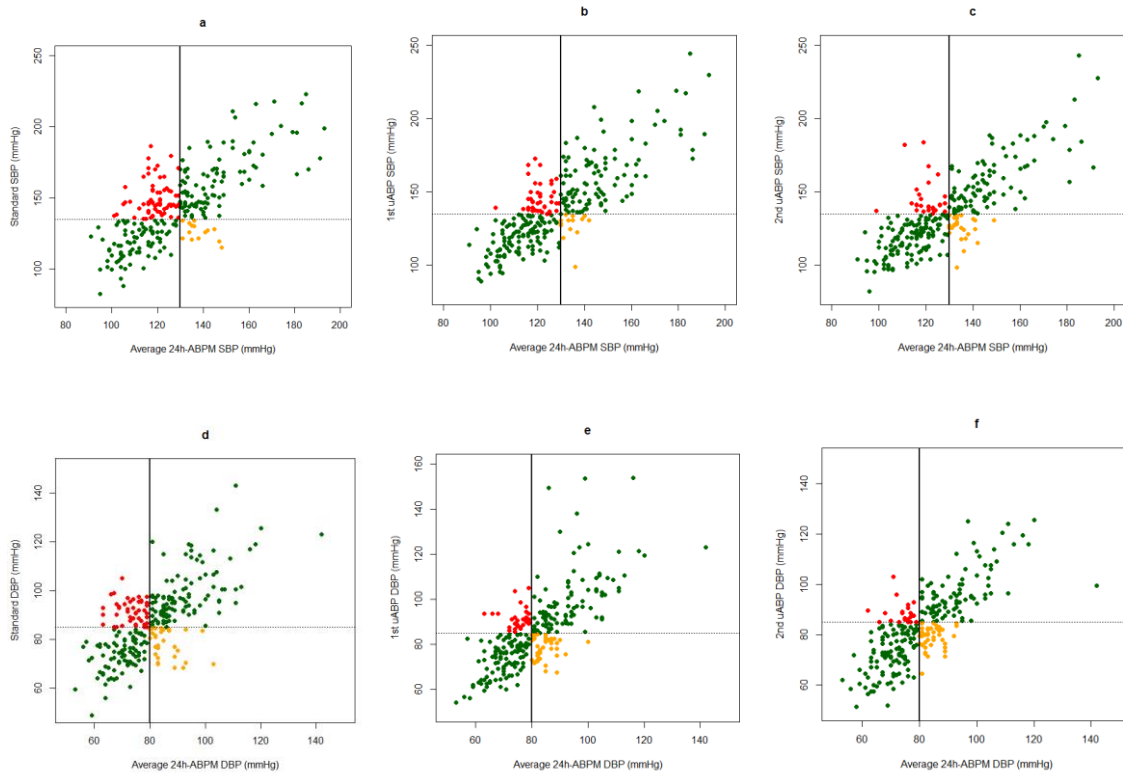 a
Standard SBP (mmHg)
250
200
150
100
80 100 120 140 160 180 200
Average 24h-ABPM SBP (mmHg)
b
1st uABP SBP (mmHg)
250
200
150
100
80 100 120 140 160 180 200
Average 24h-ABPM SBP (mmHg)
c
2nd uABP SBP (mmHg)
250
200
150
100
80 100 120 140 160 180 200
Average 24h-ABPM SBP (mmHg)
d
Standard DBP (mmHg)
140
120
100
80
60
60 80 100 120 140
Average 24h-ABPM DBP (mmHg)
e
1st uABP DBP (mmHg)
160
140
120
100
80
60
60 80 100 120 140
Average 24h-ABPM DBP (mmHg)
f
2nd uABP DBP (mmHg)
140
120
100
80
60
60 80 100 120 140
Average 24h-ABPM DBP (mmHg)